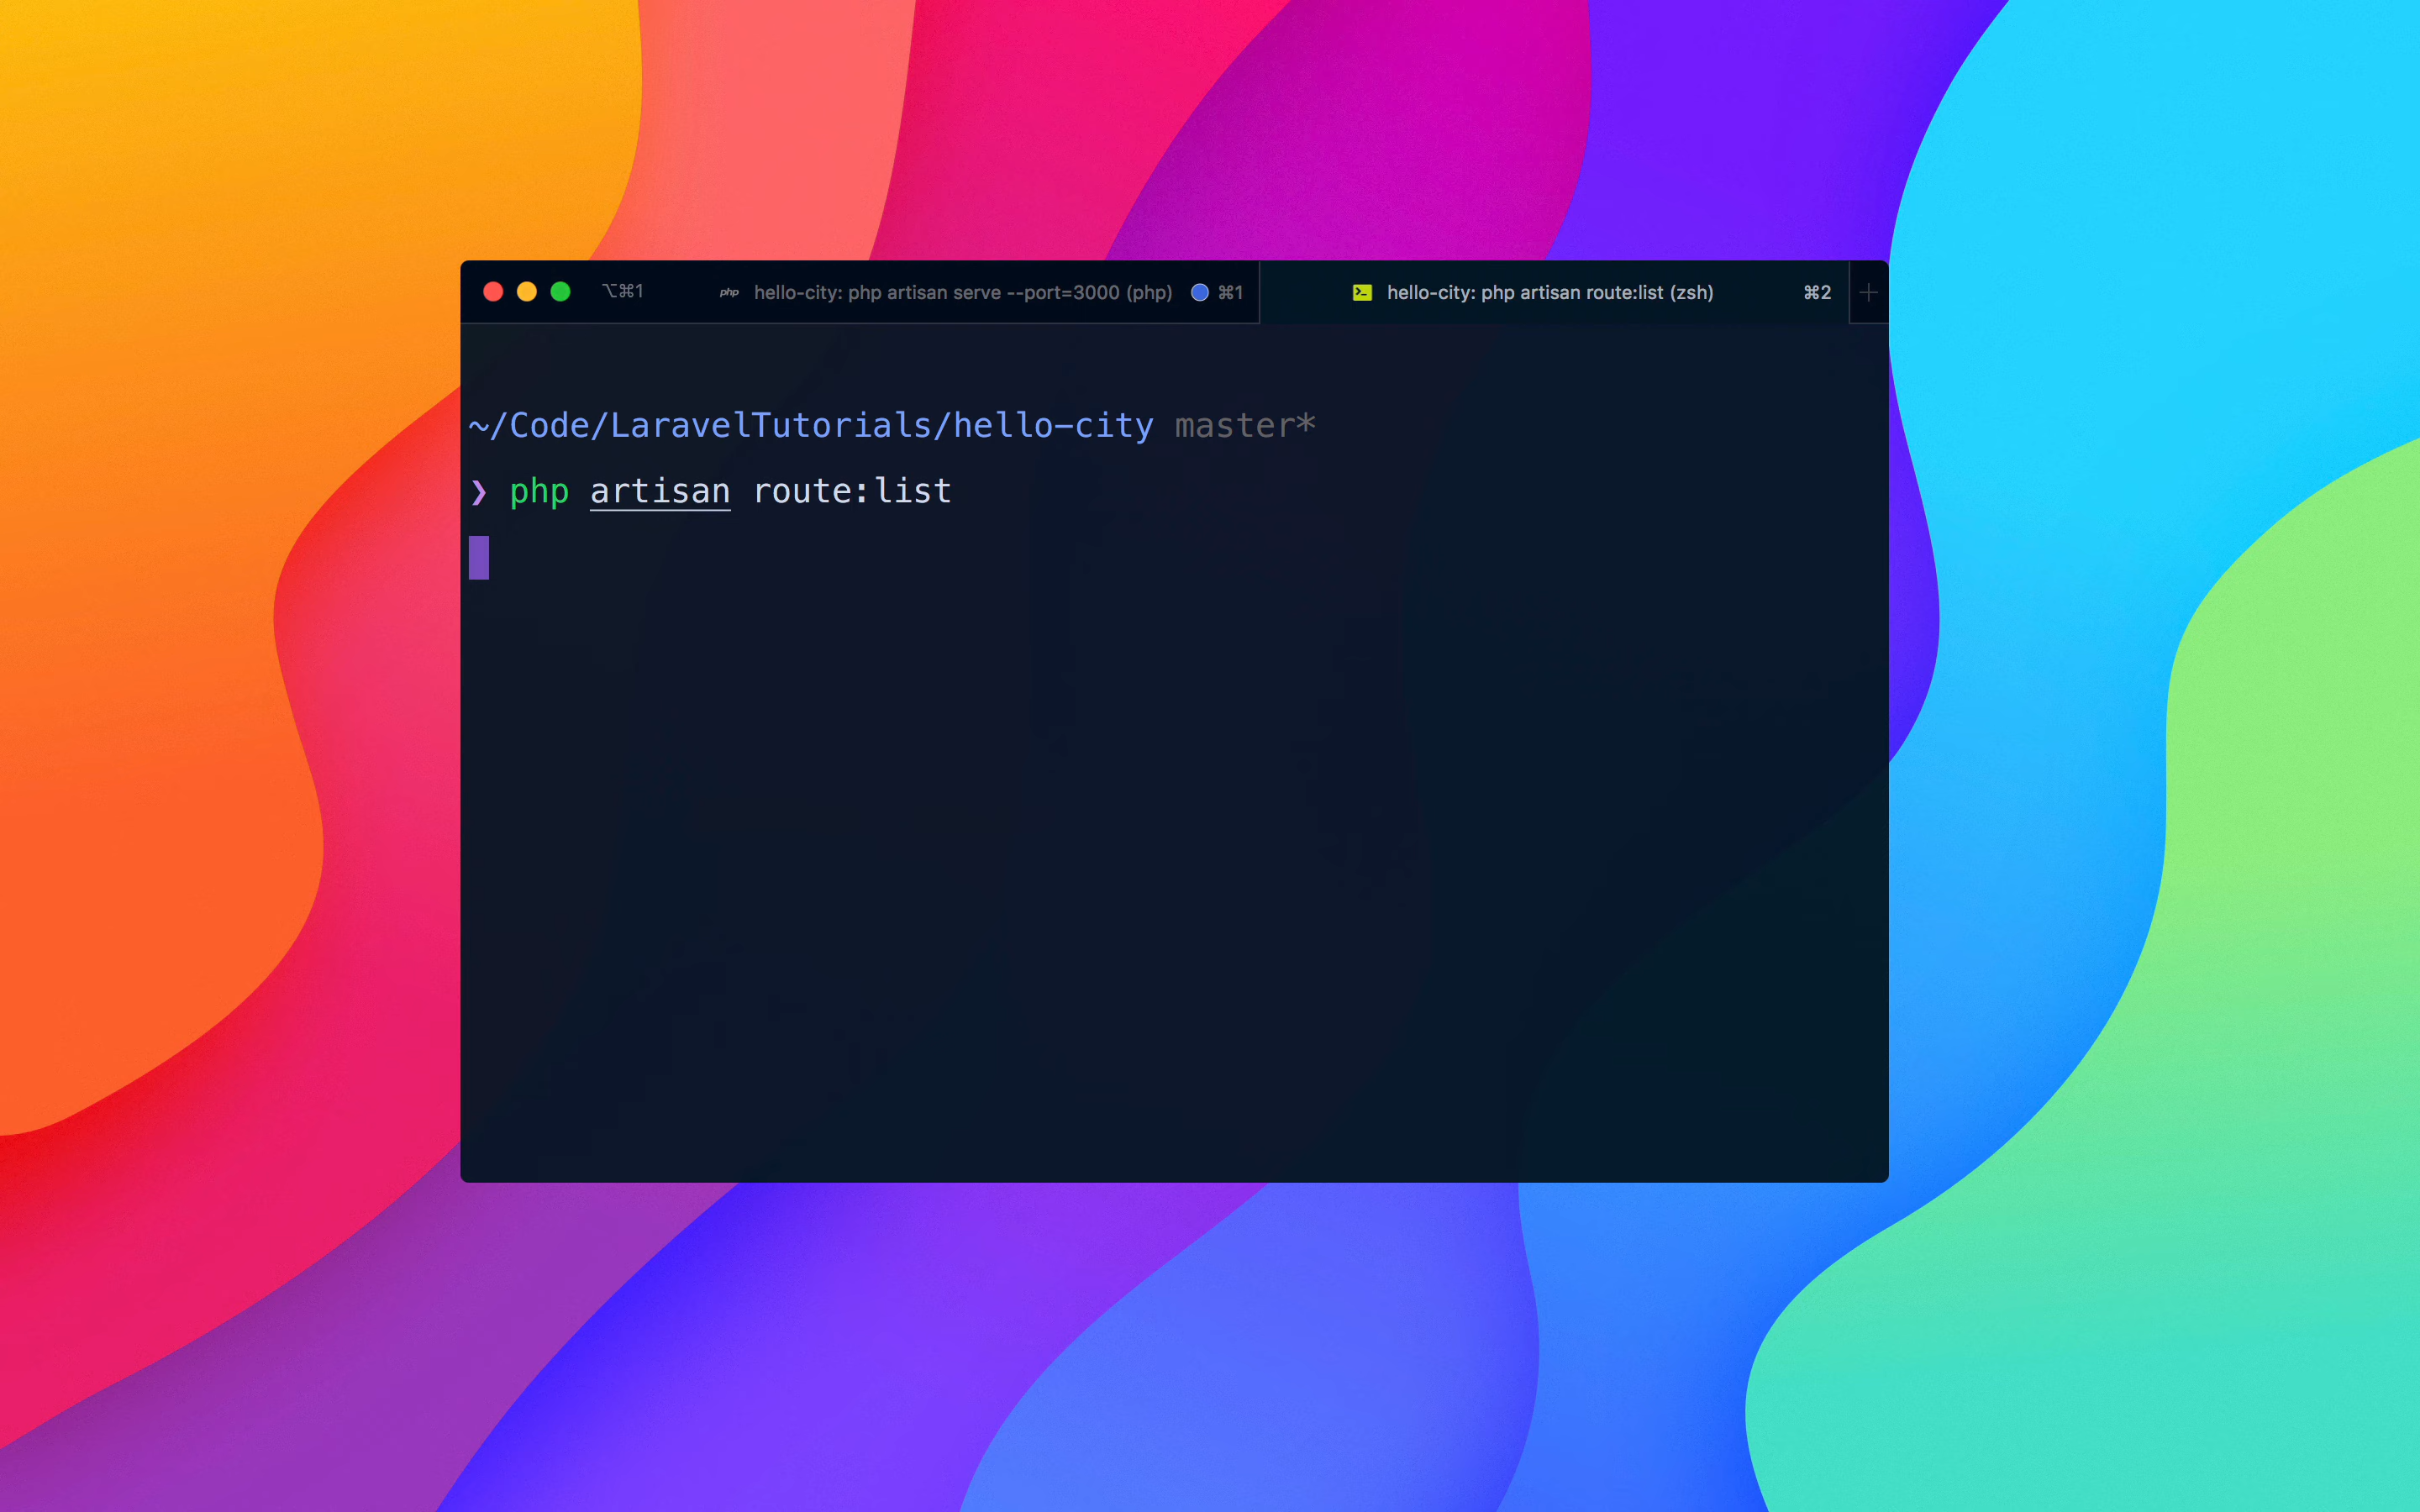 ⌥⌘1 php hello-city: php artisan serve --port=3000 (php) ⌘1 hello-city: php artisan route:list (zsh) ⌘2
~/Code/LaravelTutorials/hello-city master*
❯ php artisan route:list